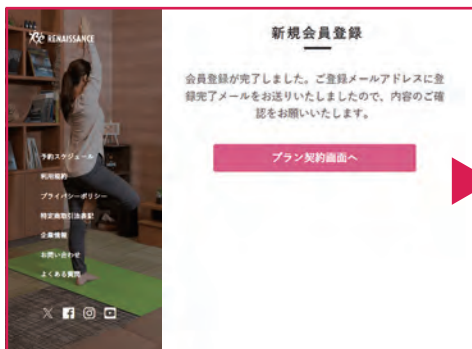 RENAISSANCE
予約スケジュール
利用規約
プライバシーポリシー
特定商取引法表記
企業情報
お問い合わせ
よくある質問
新規会員登録
会員登録が完了しました。ご登録メールアドレスに登
録完了メールをお送りいたしましたので、内容のご確
認をお願いいたします。
プラン契約画面へ